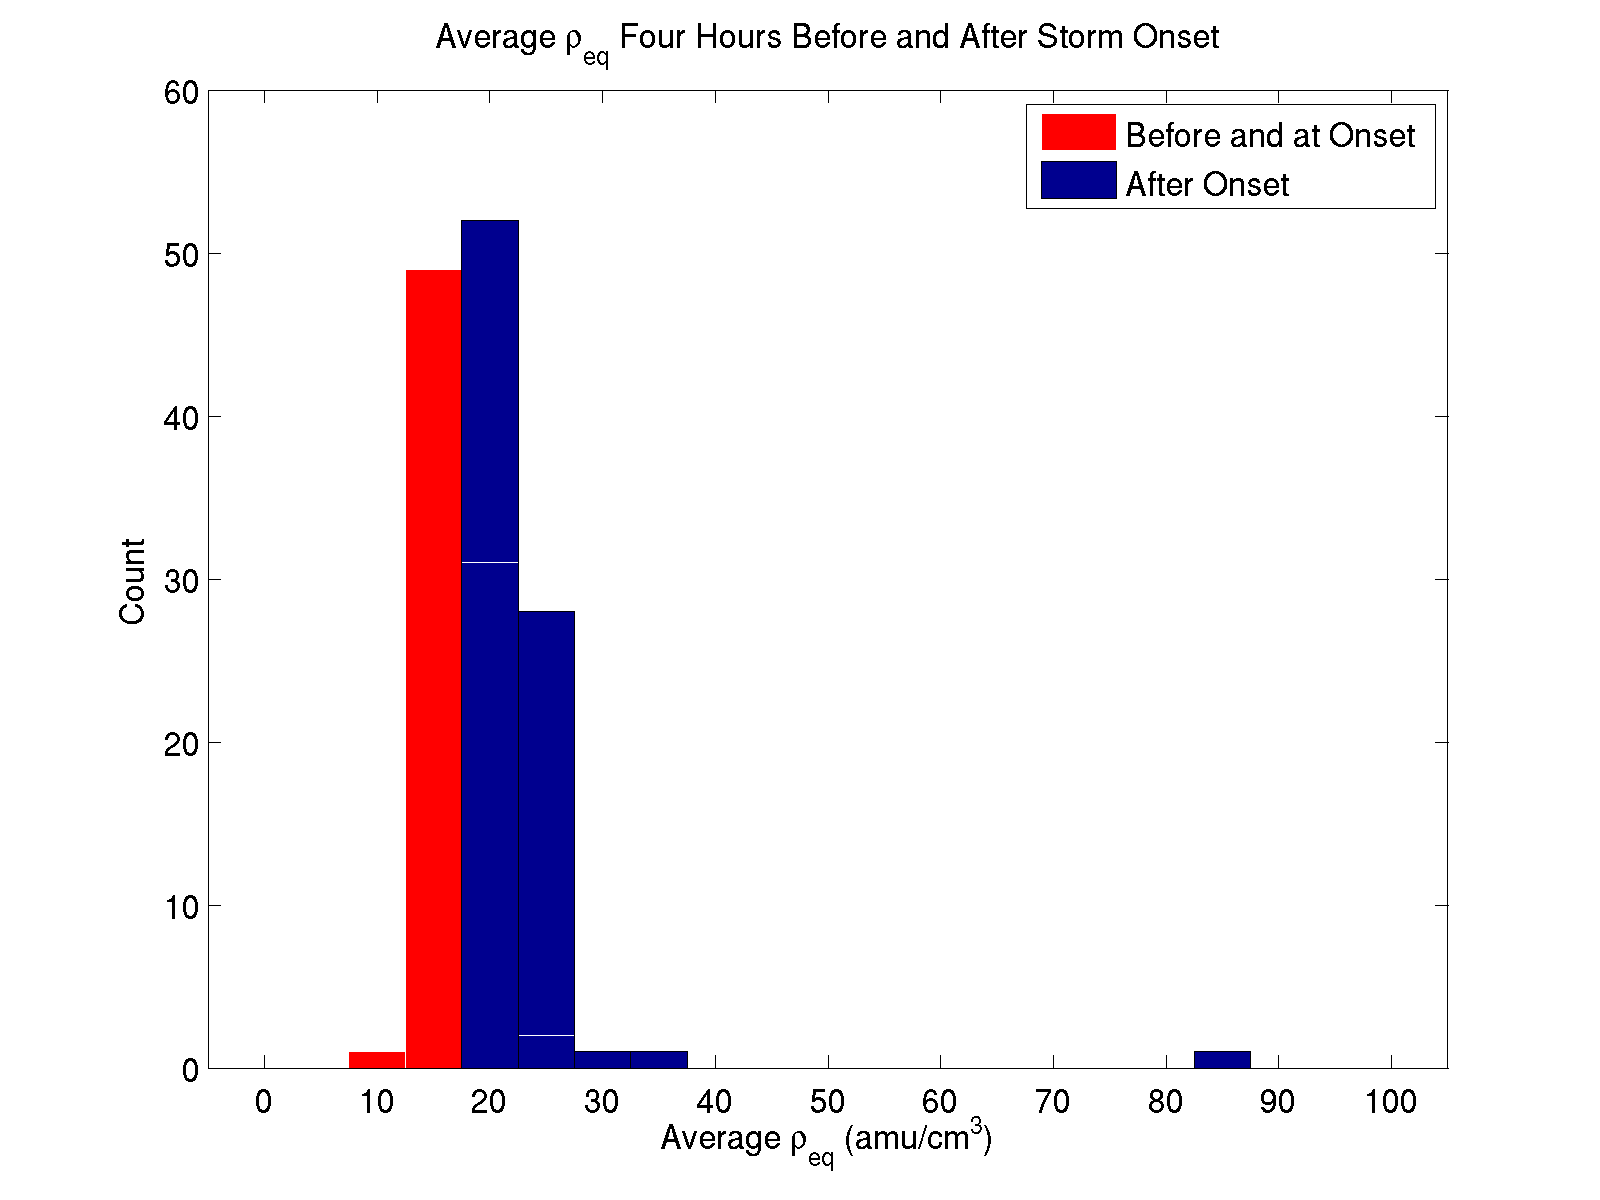 Average ρeq Four Hours Before and After Storm Onset
60
50
40
30
20
10
0
Count
Before and at Onset
After Onset
0 10 20 30 40 50 60 70 80 90 100
Average ρeq (amu/cm³)